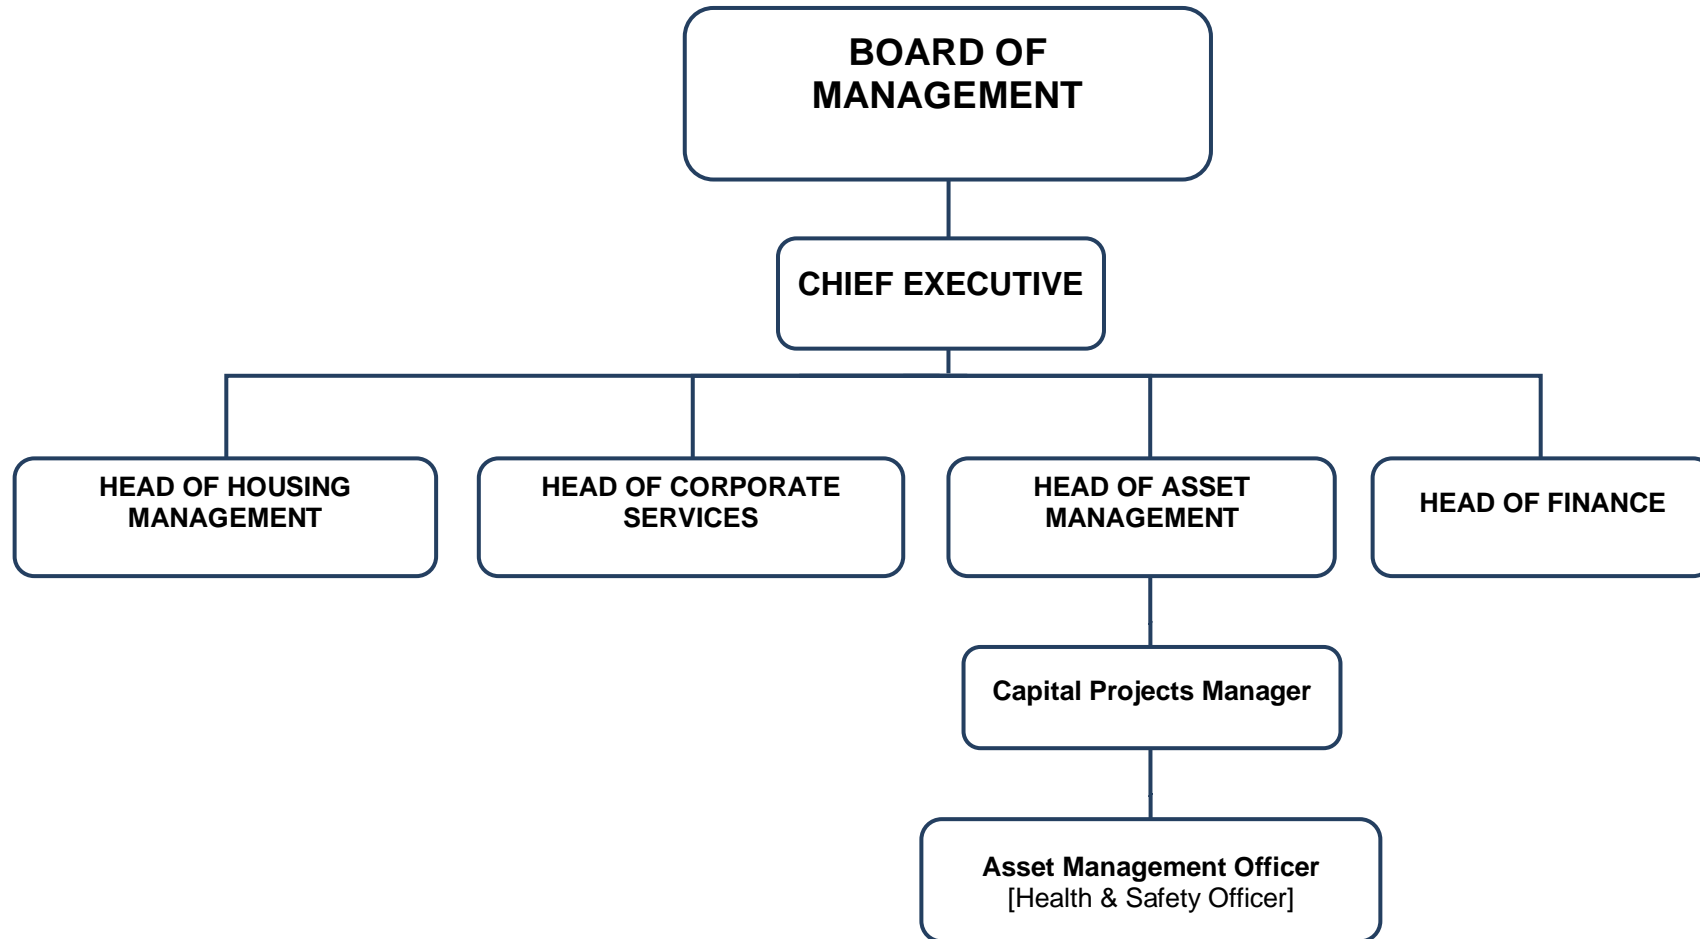 BOARD OF
MANAGEMENT
CHIEF EXECUTIVE
HEAD OF HOUSING
MANAGEMENT
HEAD OF CORPORATE
SERVICES
HEAD OF ASSET
MANAGEMENT
HEAD OF FINANCE
Capital Projects Manager
Asset Management Officer
[Health & Safety Officer]